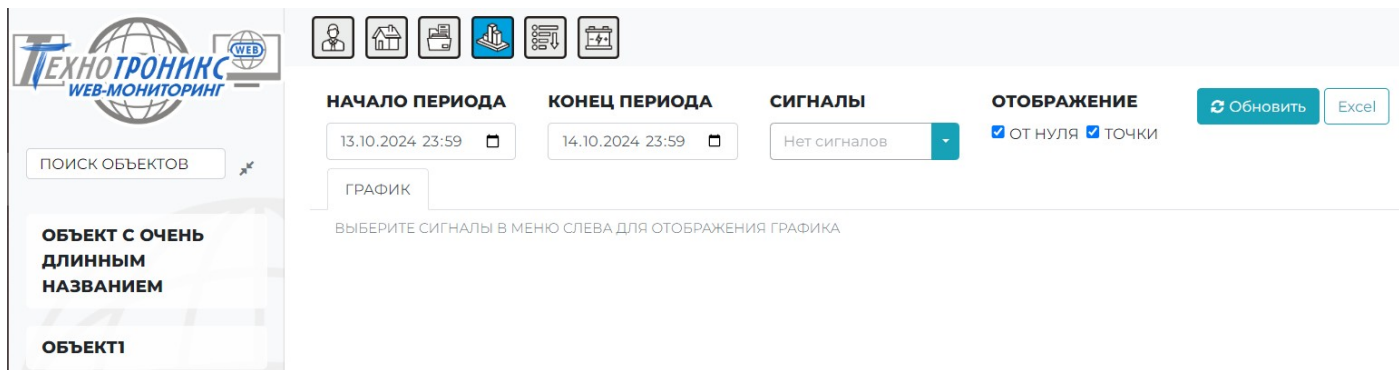 ТЕХНОТРОНИКС
WEB
WEB-МОНИТОРИНГ
ПОИСК ОБЪЕКТОВ
ОБЪЕКТ С ОЧЕНЬ
ДЛИННЫМ
НАЗВАНИЕМ
ОБЪЕКТ1
НАЧАЛО ПЕРИОДА КОНЕЦ ПЕРИОДА СИГНАЛЫ ОТОБРАЖЕНИЕ Обновить Excel
13.10.2024 23:59 14.10.2024 23:59 Нет сигналов ОТ НУЛЯ ТОЧКИ
ГРАФИК
ВЫБЕРИТЕ СИГНАЛЫ В МЕНЮ СЛЕВА ДЛЯ ОТОБРАЖЕНИЯ ГРАФИКА